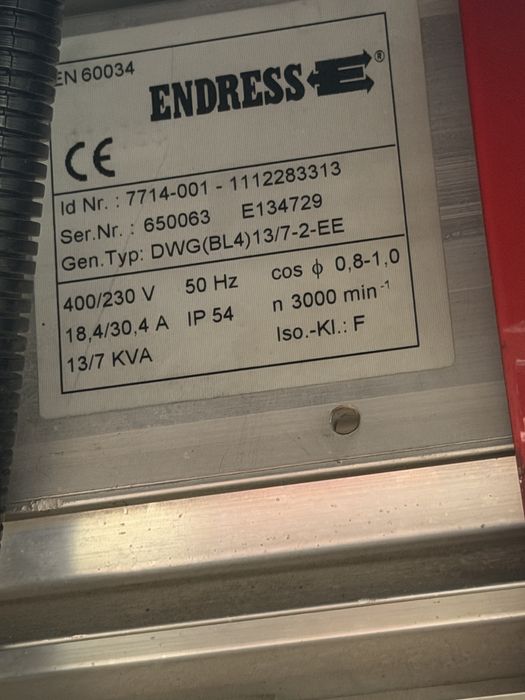 EN 60034
ENDRESS E®
CE
Id Nr. : 7714-001 - 1112283313
Ser.Nr. : 650063 E134729
Gen.Typ: DWG(BL4)13/7-2-EE
400/230 V 50 Hz cos ϕ 0,8-1,0
18,4/30,4 A IP 54 n 3000 min⁻¹
13/7 KVA Iso.-Kl.: F